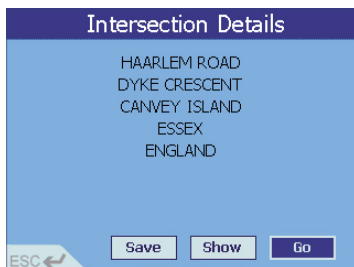 Intersection Details
HAARLEM ROAD
DYKE CRESCENT
CANVEY ISLAND
ESSEX
ENGLAND
Save Show Go
ESC